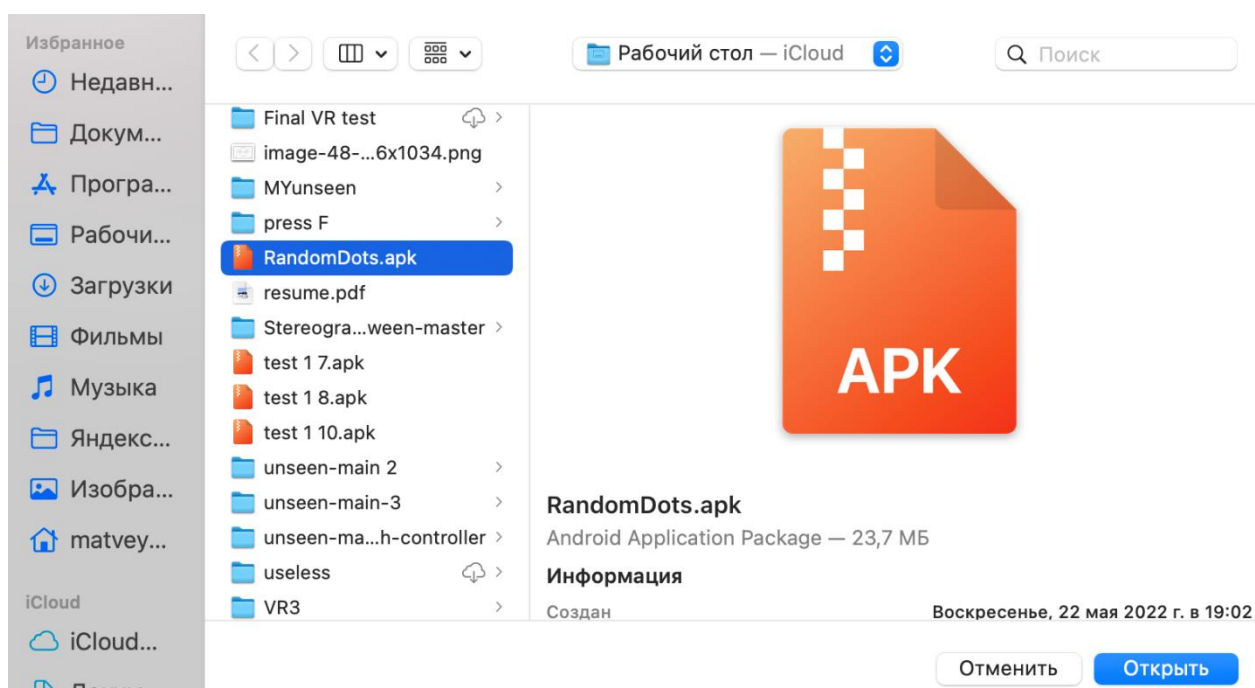 Избранное
Недавн...
Докум...
Програ...
Рабочи...
Загрузки
Фильмы
Музыка
Яндекс...
Изобра...
matvey...
iCloud
iCloud...
Рабочий стол — iCloud
Поиск
Final VR test
image-48-...6x1034.png
MYunseen
press F
RandomDots.apk
resume.pdf
Stereogra...ween-master
test 1 7.apk
test 1 8.apk
test 1 10.apk
unseen-main 2
unseen-main-3
unseen-ma...h-controller
useless
VR3
APK
RandomDots.apk
Android Application Package — 23,7 МБ
Информация
Создан Воскресенье, 22 мая 2022 г. в 19:02
Отменить Открыть